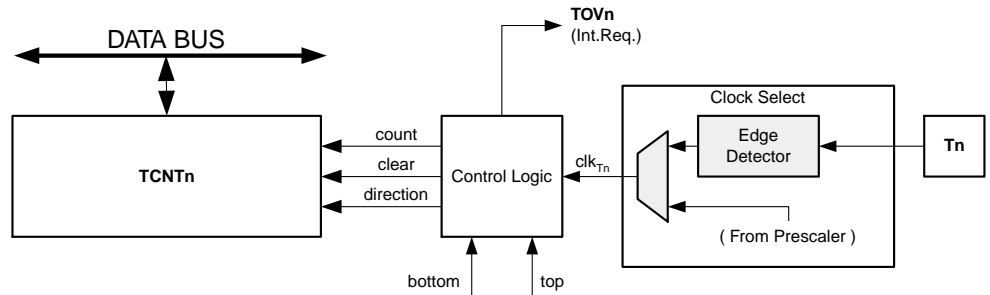 TOVn
(Int.Req.)
DATA BUS
Clock Select
count
Edge
Detector
Tn
TCNTn
clear
Control Logic
clkTn
direction
( From Prescaler )
bottom
top